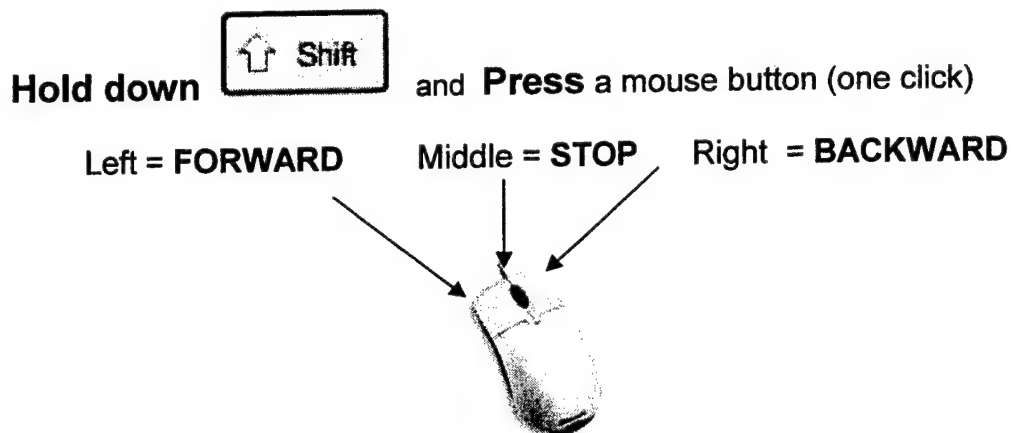 Hold down Shift and Press a mouse button (one click)
Left = FORWARD Middle = STOP Right = BACKWARD